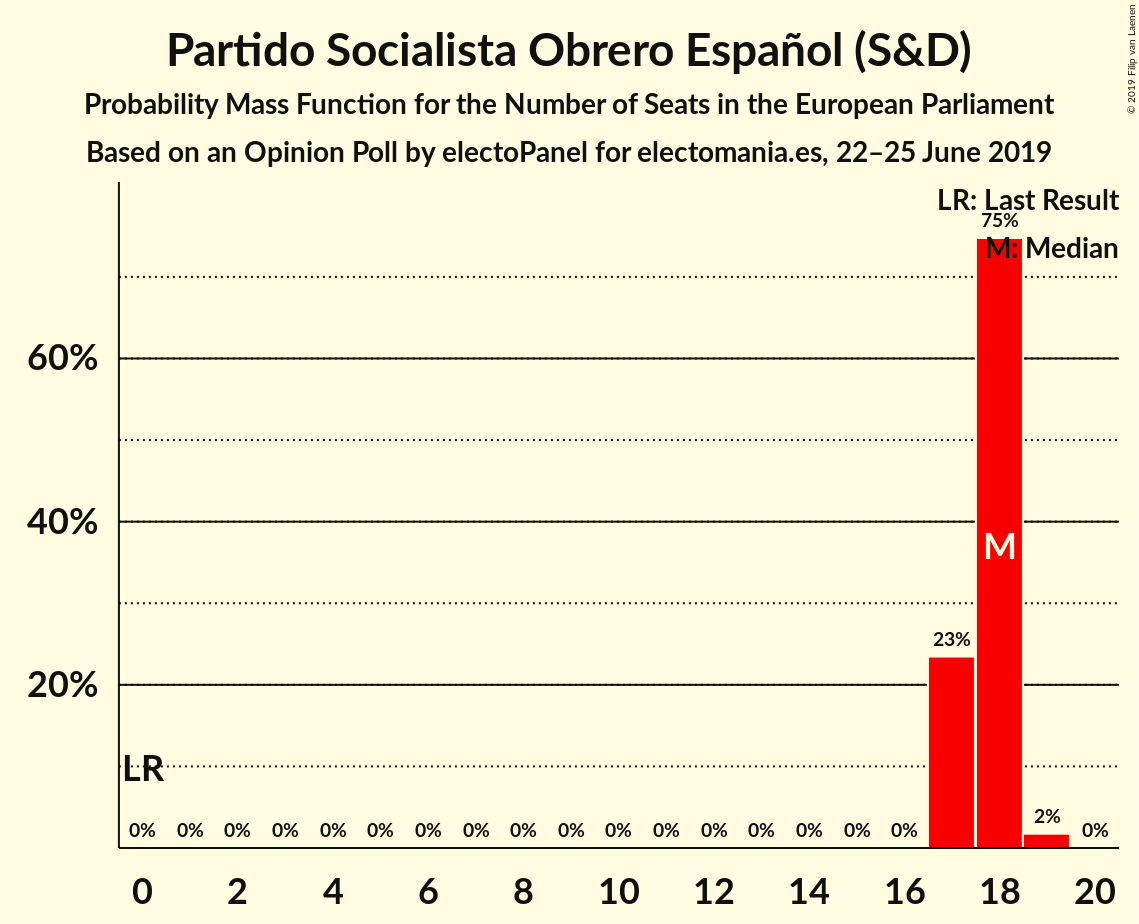 Partido Socialista Obrero Español (S&D)
Probability Mass Function for the Number of Seats in the European Parliament
Based on an Opinion Poll by electoPanel for electomania.es, 22–25 June 2019
© 2019 Filip van Laenen
LR: Last Result
75%
M: Median
60%
40%
M
23%
20%
LR
2%
0% 0% 0% 0% 0% 0% 0% 0% 0% 0% 0% 0% 0% 0% 0% 0% 0% 0%
0 2 4 6 8 10 12 14 16 18 20